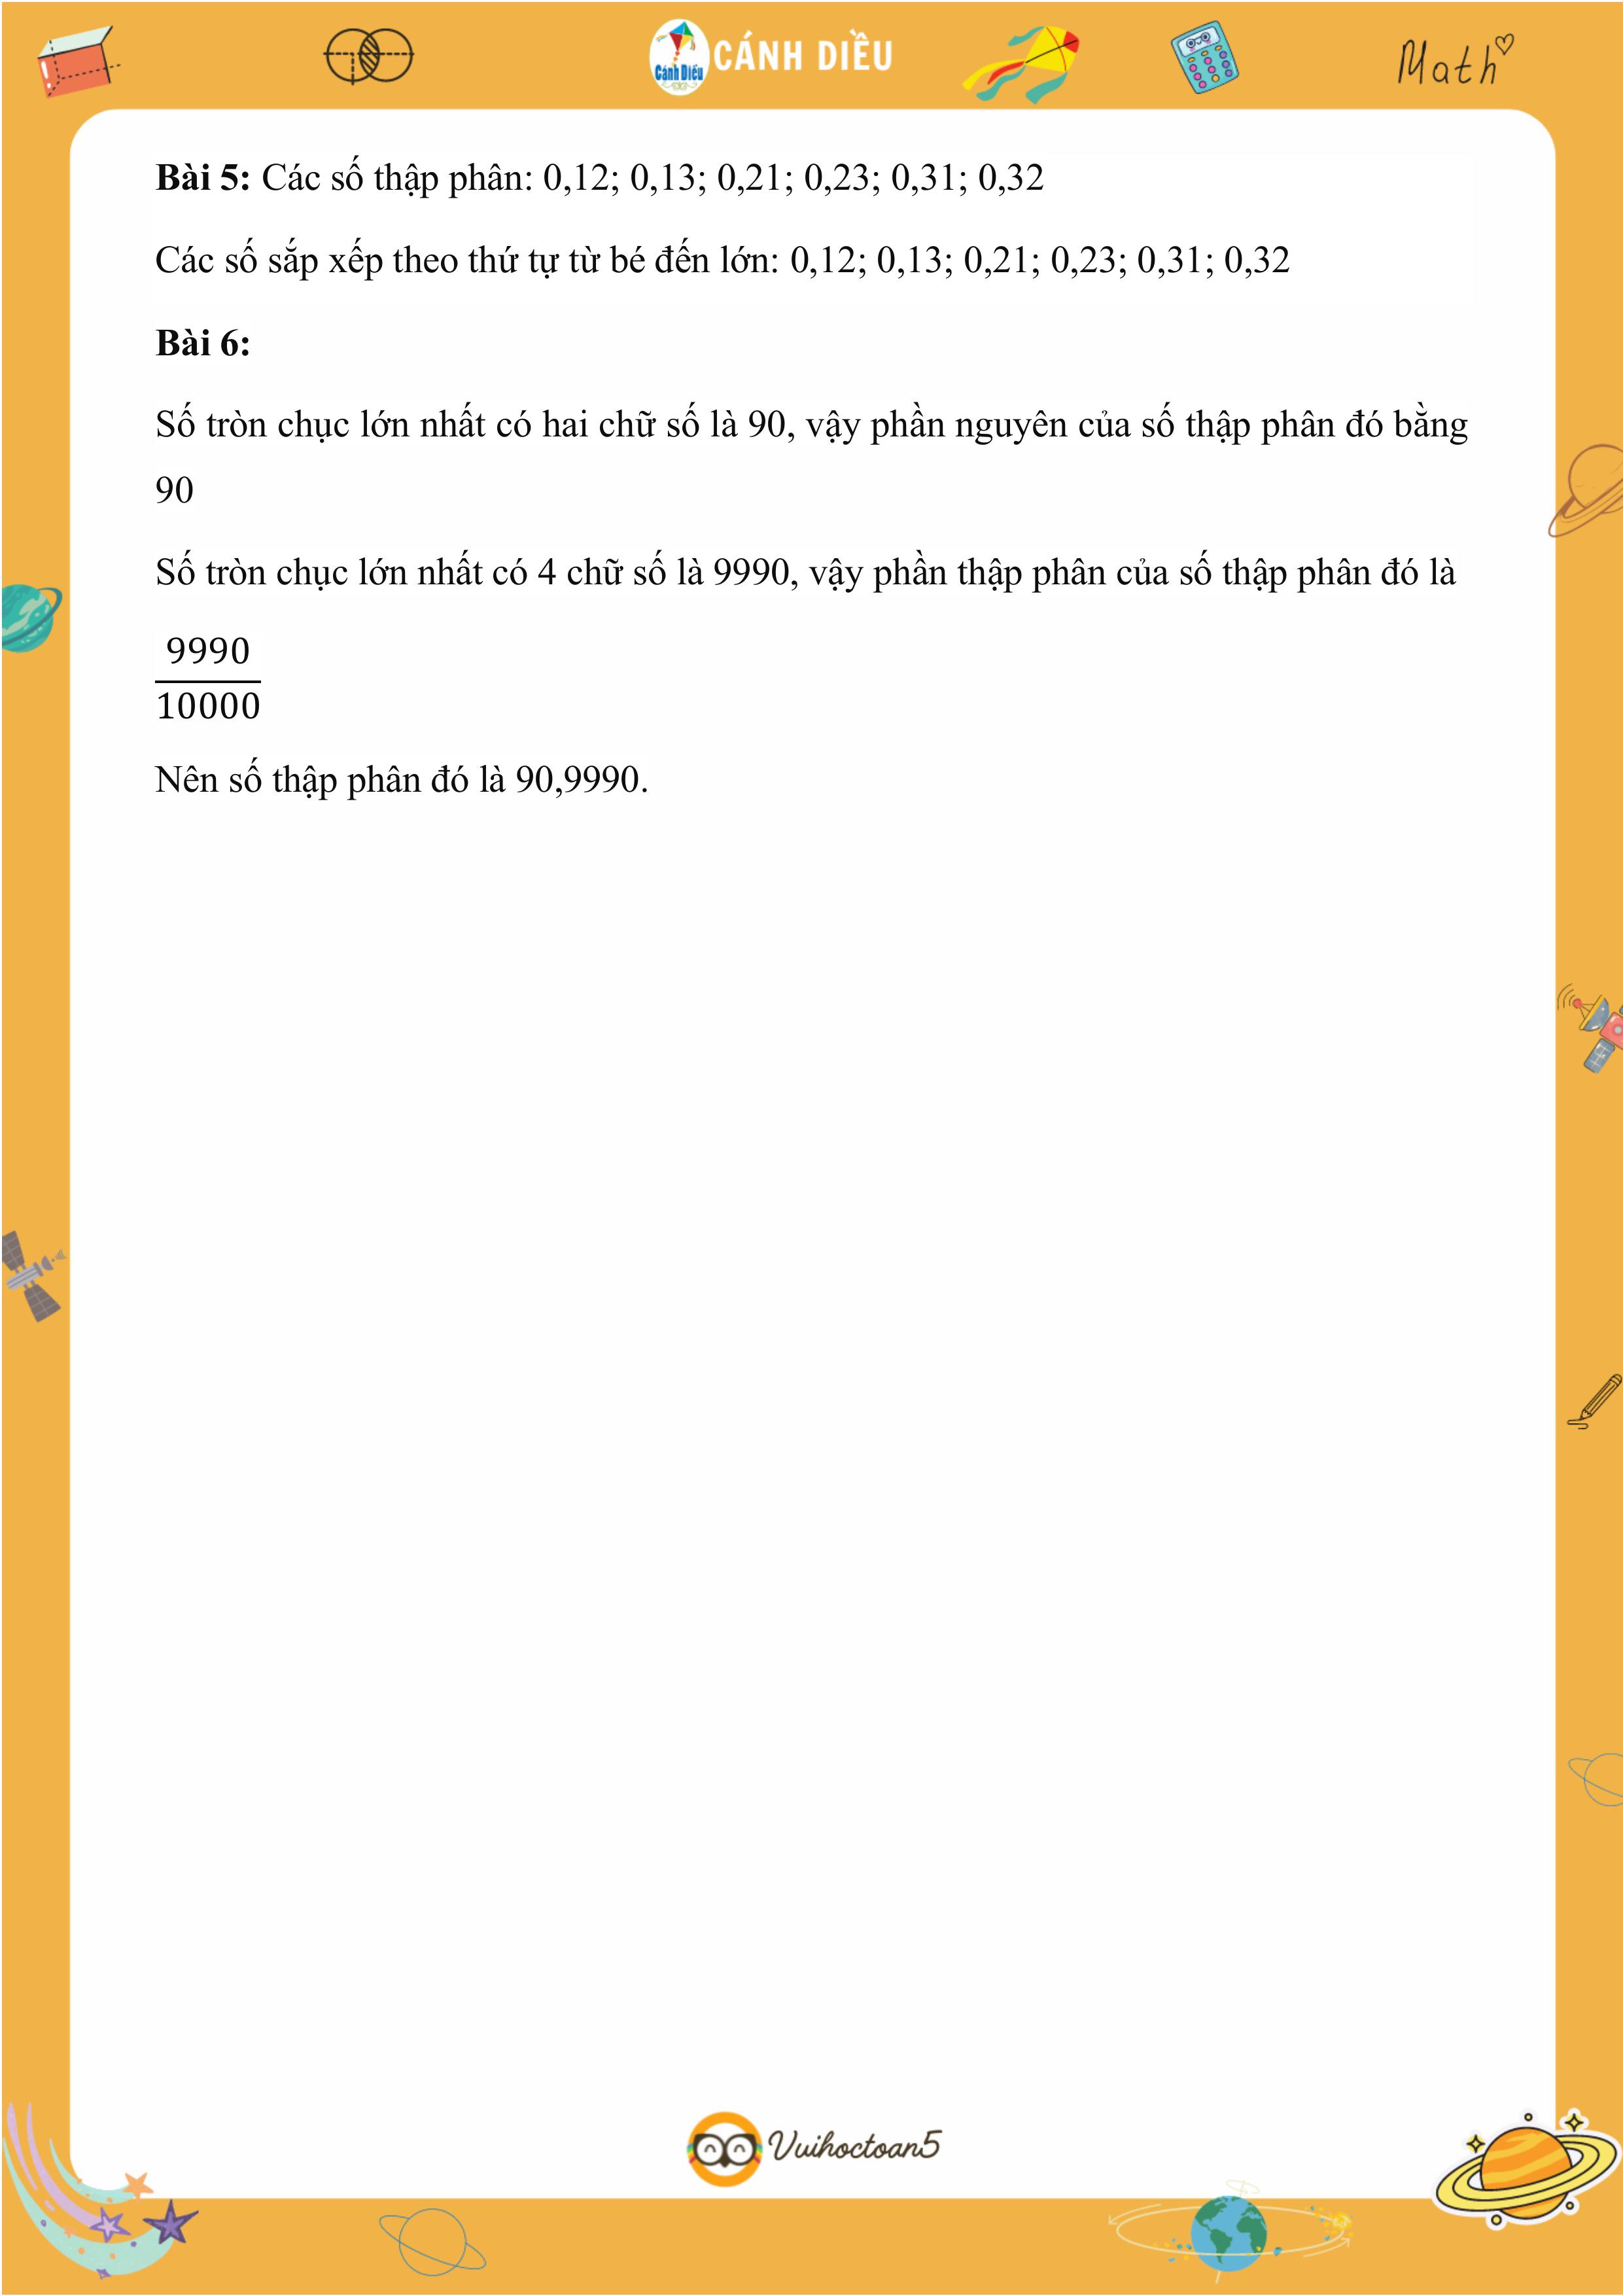 Cánh Diều CÁNH DIỀU Math
Bài 5: Các số thập phân: 0,12; 0,13; 0,21; 0,23; 0,31; 0,32
Các số sắp xếp theo thứ tự từ bé đến lớn: 0,12; 0,13; 0,21; 0,23; 0,31; 0,32
Bài 6:
Số tròn chục lớn nhất có hai chữ số là 90, vậy phần nguyên của số thập phân đó bằng
90
Số tròn chục lớn nhất có 4 chữ số là 9990, vậy phần thập phân của số thập phân đó là
9990
10000
Nên số thập phân đó là 90,9990.
Vuihoctoan5